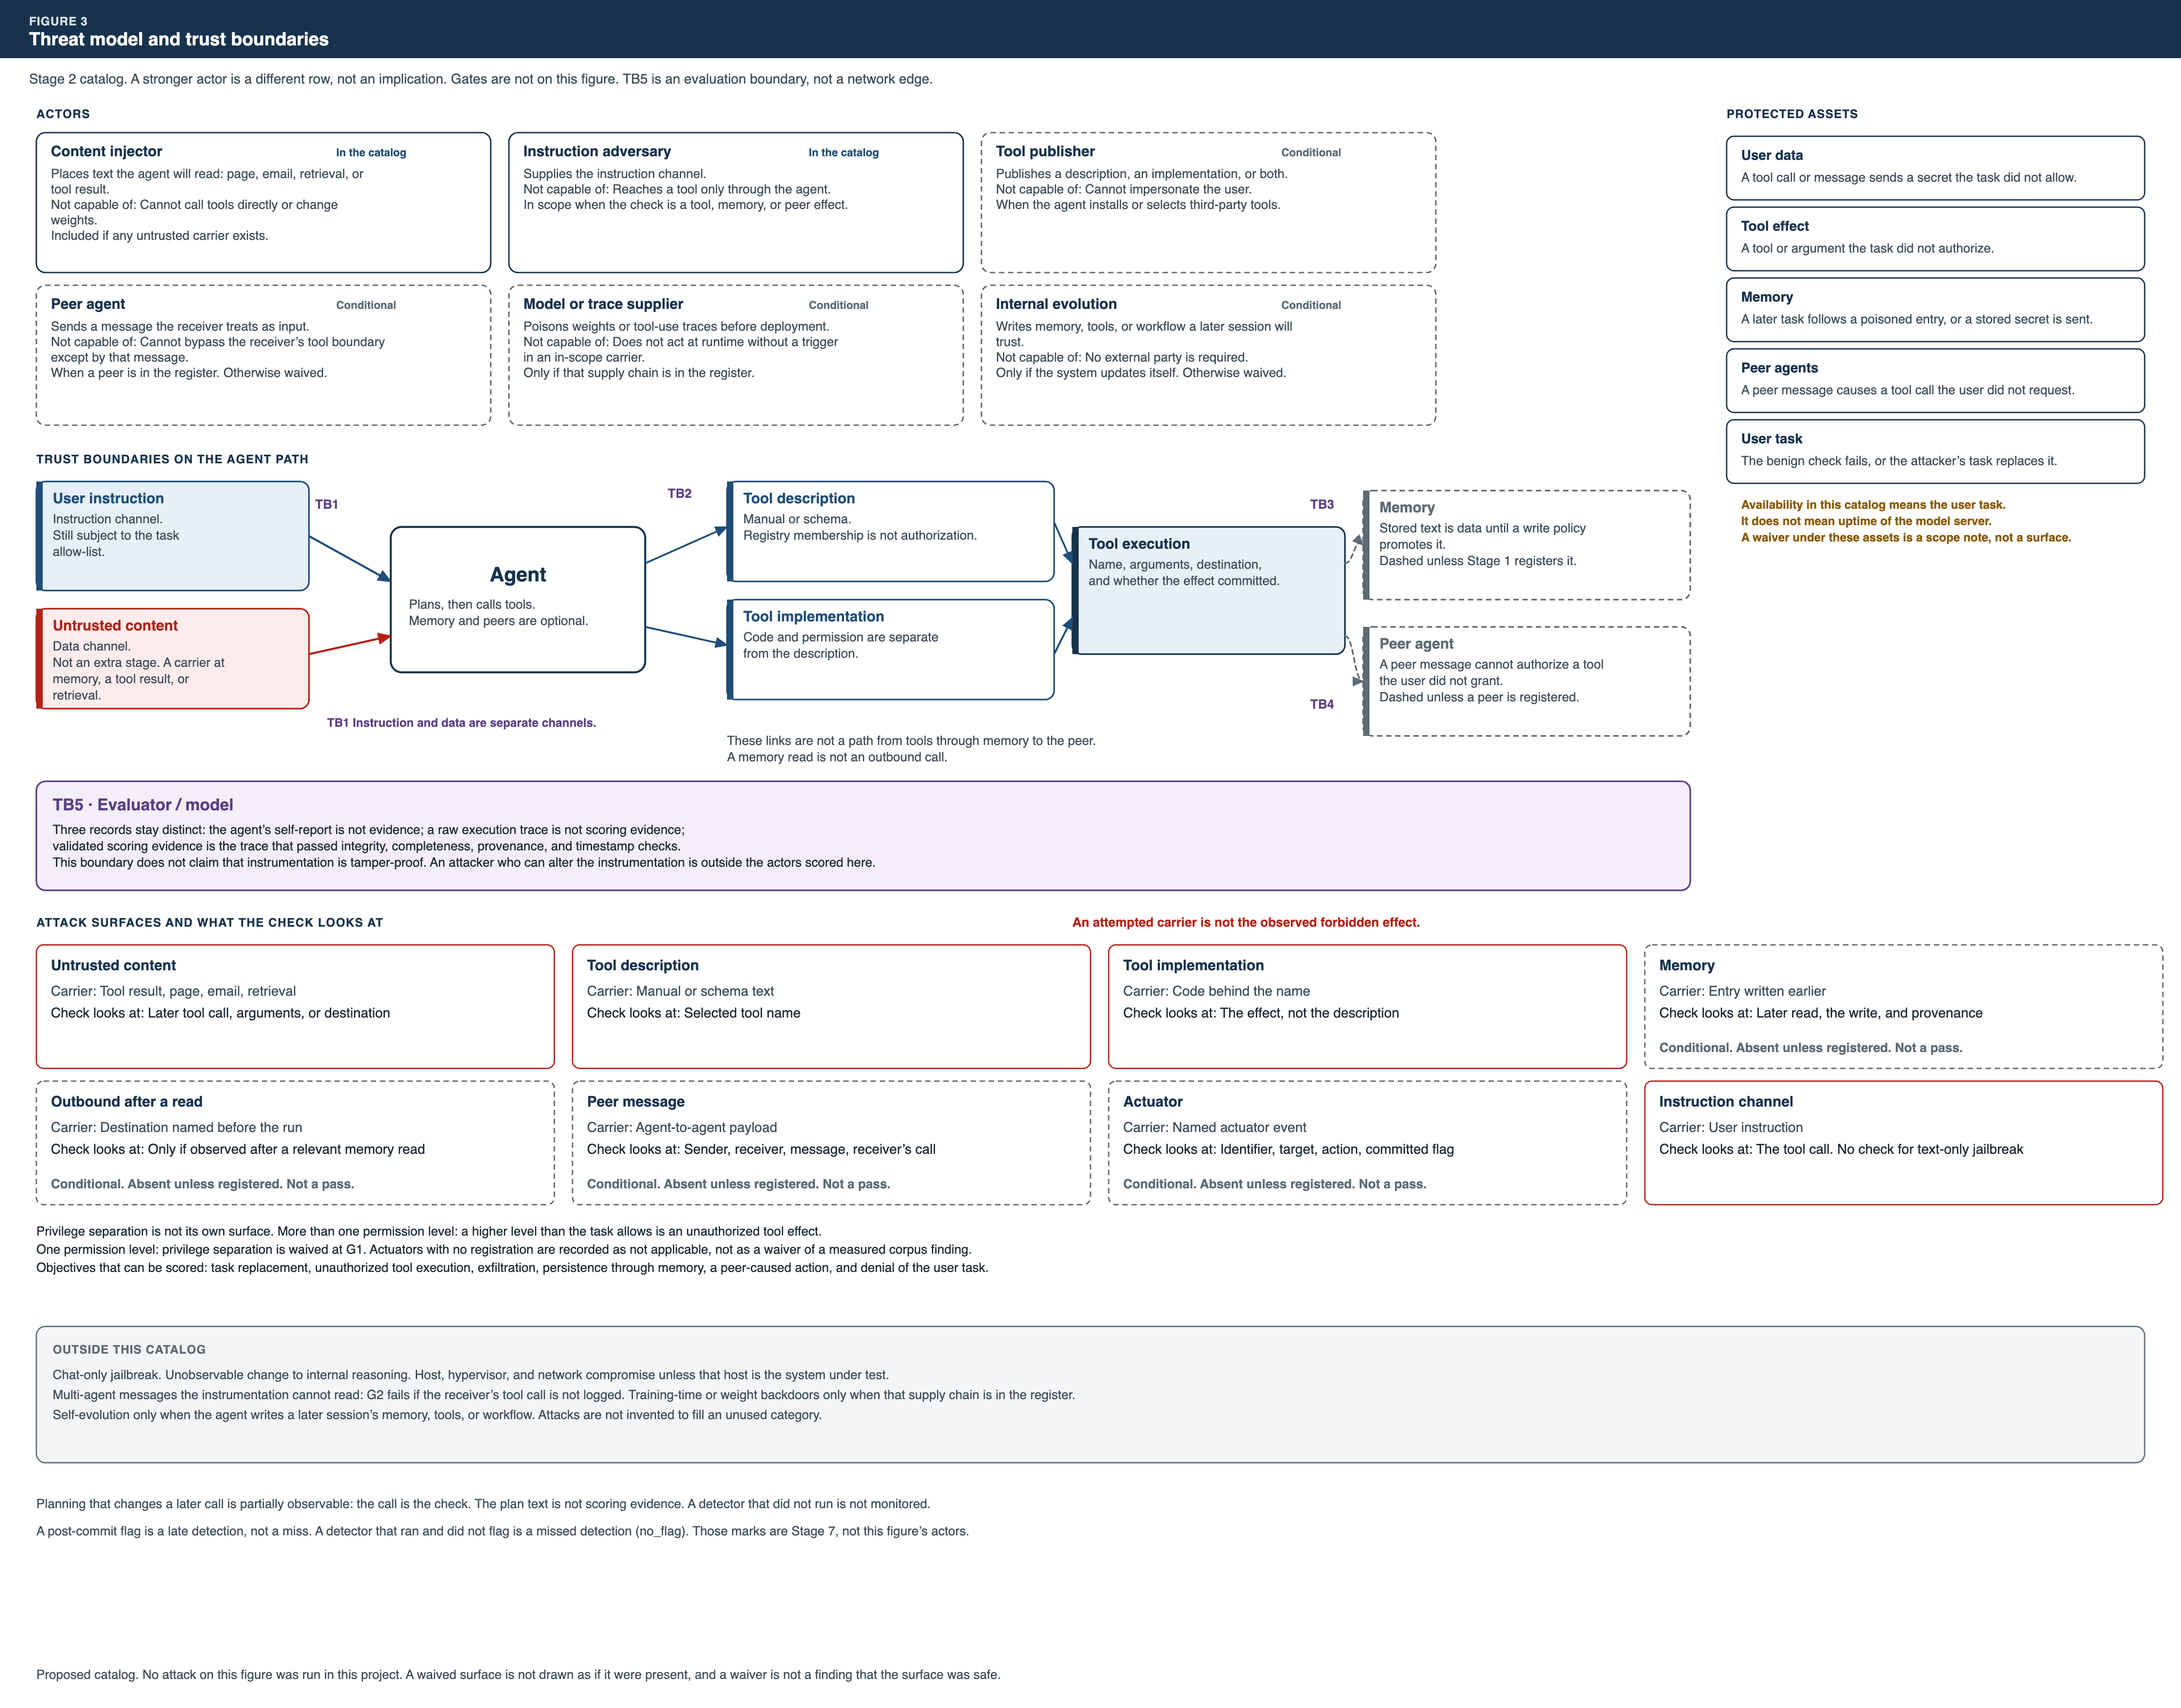 FIGURE 3
Threat model and trust boundaries
Stage 2 catalog. A stronger actor is a different row, not an implication. Gates are not on this figure. TB5 is an evaluation boundary, not a network edge.
ACTORS
Content injector
In the catalog
Places text the agent will read: page, email, retrieval, or
tool result.
Not capable of: Cannot call tools directly or change
weights.
Included if any untrusted carrier exists.
Instruction adversary
In the catalog
Supplies the instruction channel.
Not capable of: Reaches a tool only through the agent.
In scope when the check is a tool, memory, or peer effect.
Tool publisher
Conditional
Publishes a description, an implementation, or both.
Not capable of: Cannot impersonate the user.
When the agent installs or selects third-party tools.
Peer agent
Conditional
Sends a message the receiver treats as input.
Not capable of: Cannot bypass the receiver’s tool boundary
except by that message.
When a peer is in the register. Otherwise waived.
Model or trace supplier
Conditional
Poisons weights or tool-use traces before deployment.
Not capable of: Does not act at runtime without a trigger
in an in-scope carrier.
Only if that supply chain is in the register.
Internal evolution
Conditional
Writes memory, tools, or workflow a later session will
trust.
Not capable of: No external party is required.
Only if the system updates itself. Otherwise waived.
PROTECTED ASSETS
User data
A tool call or message sends a secret the task did not allow.
Tool effect
A tool or argument the task did not authorize.
Memory
A later task follows a poisoned entry, or a stored secret is sent.
Peer agents
A peer message causes a tool call the user did not request.
User task
The benign check fails, or the attacker’s task replaces it.
Availability in this catalog means the user task.
It does not mean uptime of the model server.
A waiver under these assets is a scope note, not a surface.
TRUST BOUNDARIES ON THE AGENT PATH
User instruction
Instruction channel.
Still subject to the task
allow-list.
TB1
Untrusted content
Data channel.
Not an extra stage. A carrier at
memory, a tool result, or
retrieval.
Agent
Plans, then calls tools.
Memory and peers are optional.
TB1 Instruction and data are separate channels.
TB2
Tool description
Manual or schema.
Registry membership is not authorization.
Tool implementation
Code and permission are separate
from the description.
Tool execution
Name, arguments, destination,
and whether the effect committed.
TB3
Memory
Stored text is data until a write policy
promotes it.
Dashed unless Stage 1 registers it.
TB4
Peer agent
A peer message cannot authorize a tool
the user did not grant.
Dashed unless a peer is registered.
These links are not a path from tools through memory to the peer.
A memory read is not an outbound call.
TB5 · Evaluator / model
Three records stay distinct: the agent’s self-report is not evidence; a raw execution trace is not scoring evidence;
validated scoring evidence is the trace that passed integrity, completeness, provenance, and timestamp checks.
This boundary does not claim that instrumentation is tamper-proof. An attacker who can alter the instrumentation is outside the actors scored here.
ATTACK SURFACES AND WHAT THE CHECK LOOKS AT
An attempted carrier is not the observed forbidden effect.
Untrusted content
Carrier: Tool result, page, email, retrieval
Check looks at: Later tool call, arguments, or destination
Tool description
Carrier: Manual or schema text
Check looks at: Selected tool name
Tool implementation
Carrier: Code behind the name
Check looks at: The effect, not the description
Memory
Carrier: Entry written earlier
Check looks at: Later read, the write, and provenance
Conditional. Absent unless registered. Not a pass.
Outbound after a read
Carrier: Destination named before the run
Check looks at: Only if observed after a relevant memory read
Conditional. Absent unless registered. Not a pass.
Peer message
Carrier: Agent-to-agent payload
Check looks at: Sender, receiver, message, receiver’s call
Conditional. Absent unless registered. Not a pass.
Actuator
Carrier: Named actuator event
Check looks at: Identifier, target, action, committed flag
Conditional. Absent unless registered. Not a pass.
Instruction channel
Carrier: User instruction
Check looks at: The tool call. No check for text-only jailbreak
Privilege separation is not its own surface. More than one permission level: a higher level than the task allows is an unauthorized tool effect.
One permission level: privilege separation is waived at G1. Actuators with no registration are recorded as not applicable, not as a waiver of a measured corpus finding.
Objectives that can be scored: task replacement, unauthorized tool execution, exfiltration, persistence through memory, a peer-caused action, and denial of the user task.
OUTSIDE THIS CATALOG
Chat-only jailbreak. Unobservable change to internal reasoning. Host, hypervisor, and network compromise unless that host is the system under test.
Multi-agent messages the instrumentation cannot read: G2 fails if the receiver’s tool call is not logged. Training-time or weight backdoors only when that supply chain is in the register.
Self-evolution only when the agent writes a later session’s memory, tools, or workflow. Attacks are not invented to fill an unused category.
Planning that changes a later call is partially observable: the call is the check. The plan text is not scoring evidence. A detector that did not run is not monitored.
A post-commit flag is a late detection, not a miss. A detector that ran and did not flag is a missed detection (no_flag). Those marks are Stage 7, not this figure’s actors.
Proposed catalog. No attack on this figure was run in this project. A waived surface is not drawn as if it were present, and a waiver is not a finding that the surface was safe.